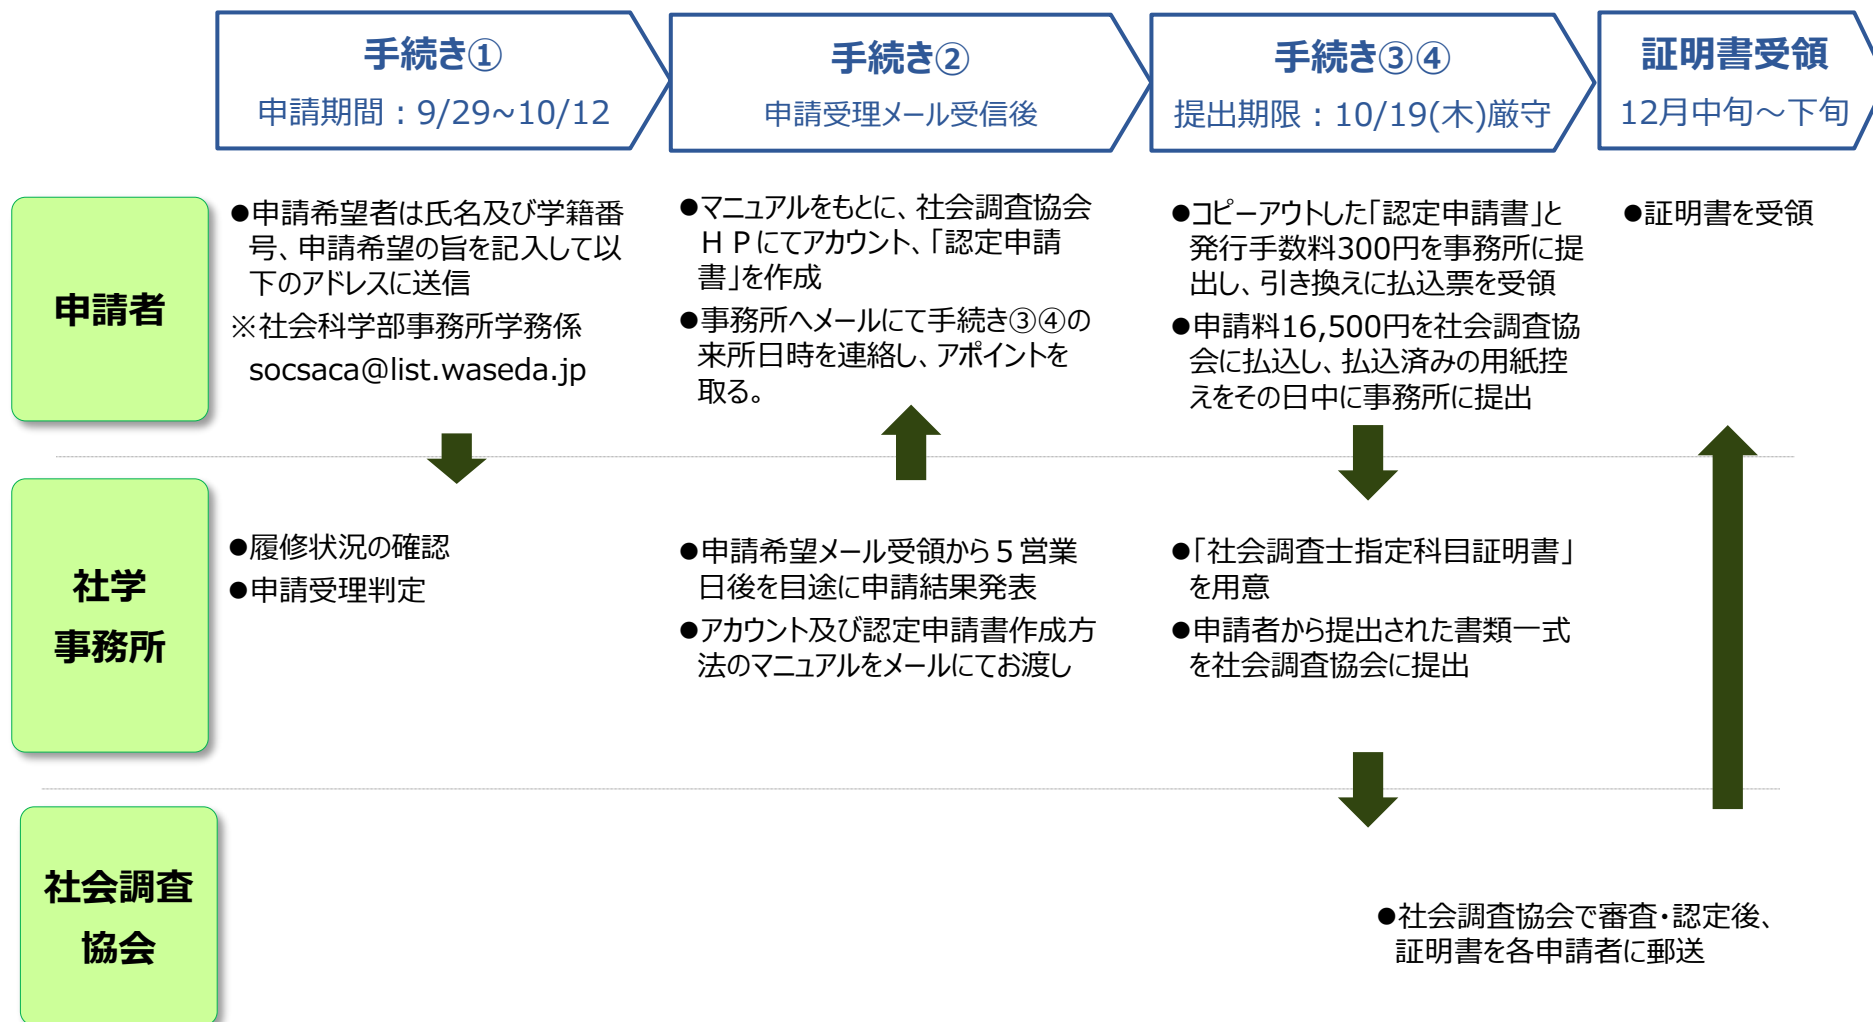 手続き①
申請期間：9/29~10/12
手続き②
申請受理メール受信後
手続き③④
提出期限：10/19(木)厳守
証明書受領
12月中旬～下旬
申請者
●申請希望者は氏名及び学籍番
号、申請希望の旨を記入して以
下のアドレスに送信
※社会科学部事務所学務係
socsaca@list.waseda.jp
●マニュアルをもとに、社会調査協会
ＨＰにてアカウント、「認定申請
書」を作成
●事務所へメールにて手続き③④の
来所日時を連絡し、アポイントを
取る。
●コピーアウトした「認定申請書」と
発行手数料300円を事務所に提
出し、引き換えに払込票を受領
●申請料16,500円を社会調査協
会に払込し、払込済みの用紙控
えをその日中に事務所に提出
●証明書を受領
社学
事務所
●履修状況の確認
●申請受理判定
●申請希望メール受領から５営業
日後を目途に申請結果発表
●アカウント及び認定申請書作成方
法のマニュアルをメールにてお渡し
●「社会調査士指定科目証明書」
を用意
●申請者から提出された書類一式
を社会調査協会に提出
社会調査
協会
●社会調査協会で審査・認定後、
証明書を各申請者に郵送